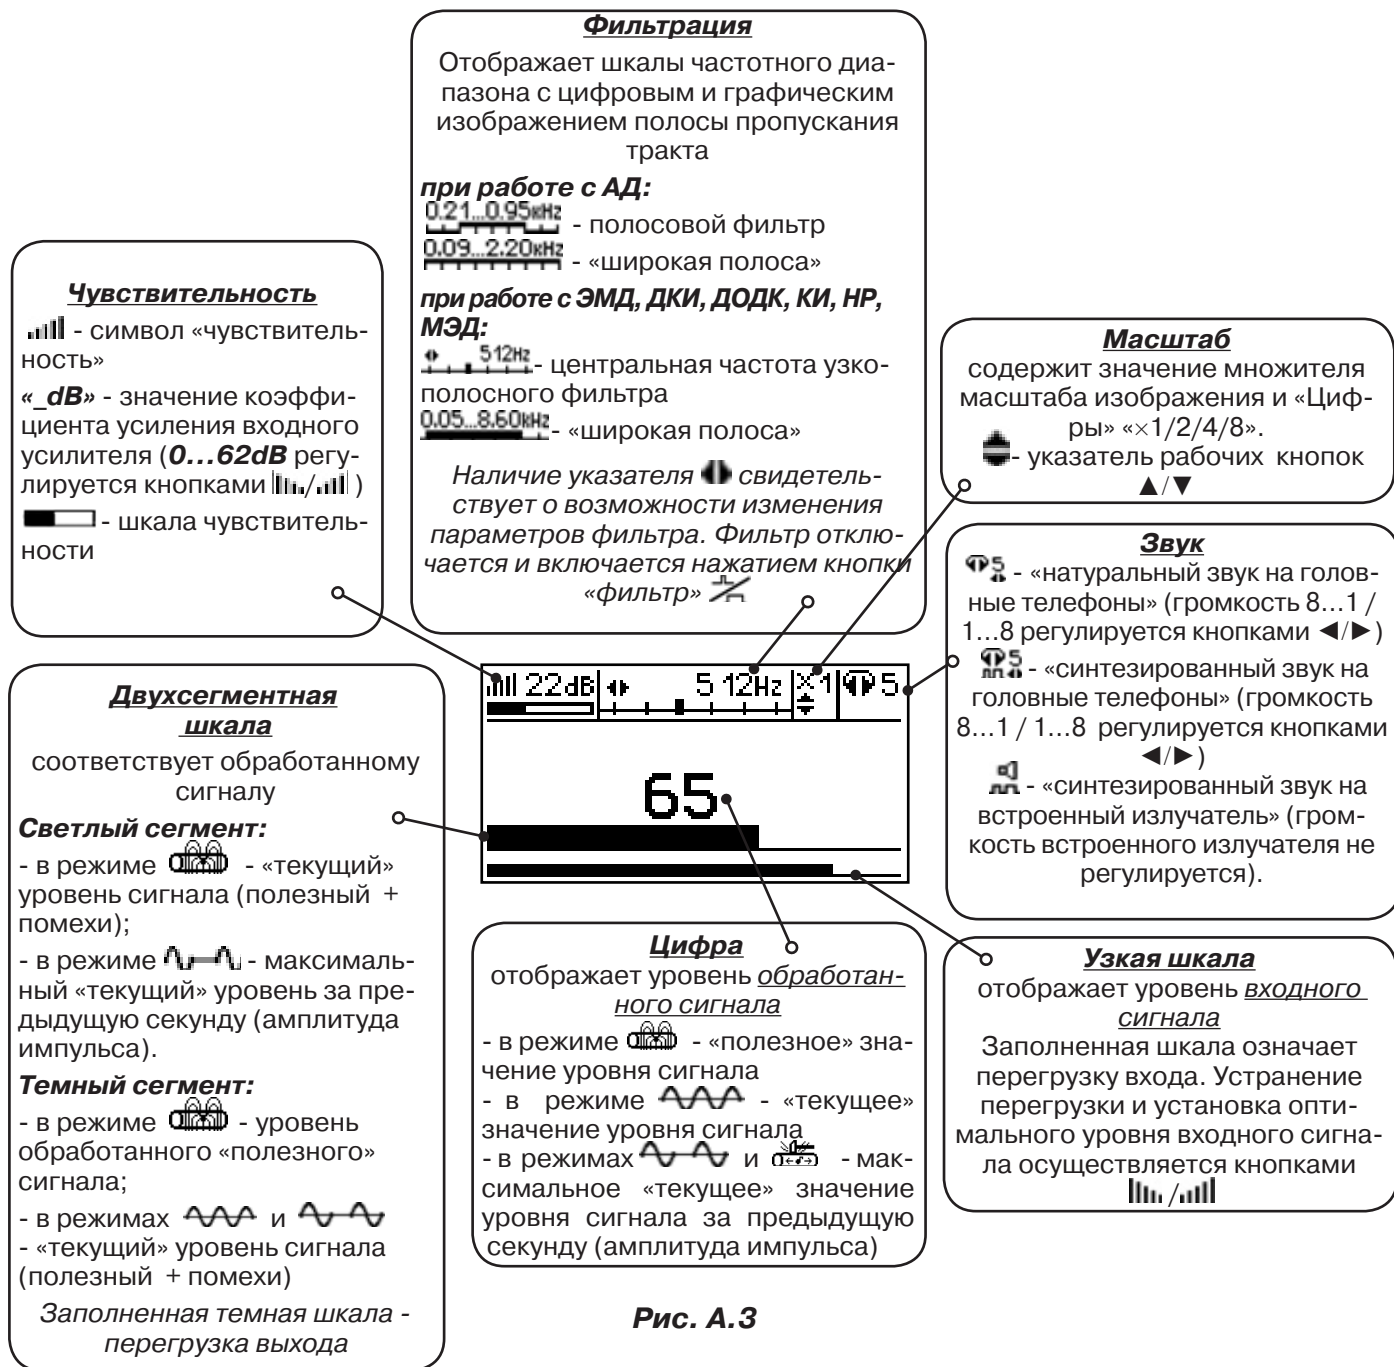 Фильтрация
Отображает шкалы частотного диа-
пазона с цифровым и графическим
изображением полосы пропускания
тракта
при работе с АД:
0.21...0.95кHz - полосовой фильтр
0.09...2.20кHz - «широкая полоса»
при работе с ЭМД, ДКИ, ДОДК, КИ, НР,
МЭД:
512Hz - центральная частота узко-
полосного фильтра
0.05...8.60кHz - «широкая полоса»
Наличие указателя свидетель-
ствует о возможности изменения
параметров фильтра. Фильтр отклю-
чается и включается нажатием кнопки
«фильтр»
Чувствительность
- символ «чувствитель-
ность»
«_dB» - значение коэффи-
циента усиления входного
усилителя (0...62dB регу-
лируется кнопками / )
- шкала чувствитель-
ности
Масштаб
содержит значение множителя
масштаба изображения и «Циф-
ры» «×1/2/4/8».
- указатель рабочих кнопок
▲/▼
Звук
5 - «натуральный звук на голов-
ные телефоны» (громкость 8...1 /
1...8 регулируется кнопками ◄/►)
5 - «синтезированный звук на
головные телефоны» (громкость
8...1 / 1...8 регулируется кнопками
◄/►)
- «синтезированный звук на
встроенный излучатель» (гром-
кость встроенного излучателя не
регулируется).
Двухсегментная
шкала
соответствует обработанному
сигналу
Светлый сегмент:
- в режиме - «текущий»
уровень сигнала (полезный +
помехи);
- в режиме - максималь-
ный «текущий» уровень за пре-
дыдущую секунду (амплитуда
импульса).
Темный сегмент:
- в режиме - уровень
обработанного «полезного»
сигнала;
- в режимах и
- «текущий» уровень сигнала
(полезный + помехи)
Заполненная темная шкала -
перегрузка выхода
22dB 512Hz X1 5
65
Цифра
отображает уровень обработан-
ного сигнала
- в режиме - «полезное» зна-
чение уровня сигнала
- в режиме - «текущее»
значение уровня сигнала
- в режимах и - мак-
симальное «текущее» значение
уровня сигнала за предыдущую
секунду (амплитуда импульса)
Узкая шкала
отображает уровень входного
сигнала
Заполненная шкала означает
перегрузку входа. Устранение
перегрузки и установка опти-
мального уровня входного сигна-
ла осуществляется кнопками
/
Рис. А.3